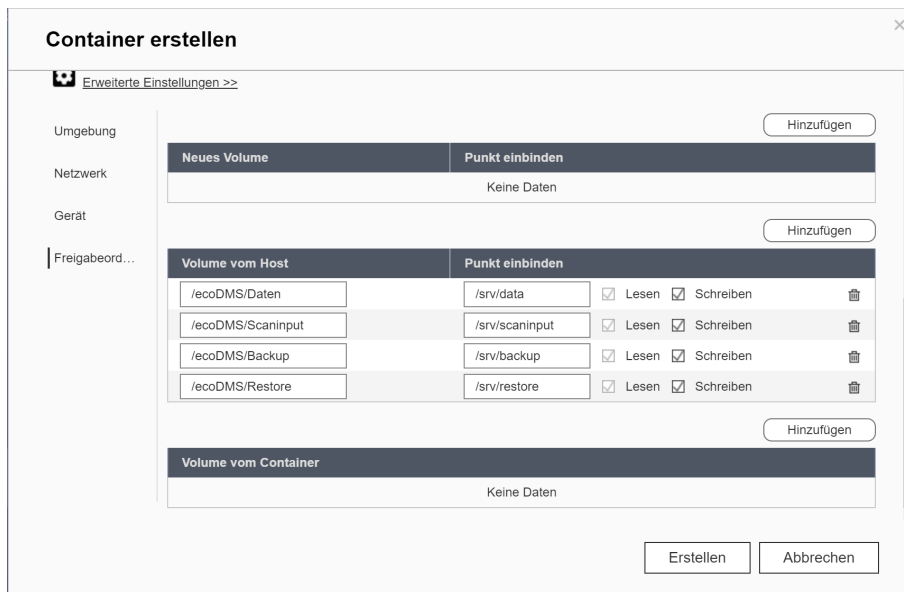 Container erstellen
Erweiterte Einstellungen >>
Umgebung
Netzwerk
Gerät
Freigabeord...
Hinzufügen
Neues Volume Punkt einbinden
Keine Daten
Hinzufügen
Volume vom Host Punkt einbinden
/ecoDMS/Daten /srv/data Lesen Schreiben
/ecoDMS/Scaninput /srv/scaninput Lesen Schreiben
/ecoDMS/Backup /srv/backup Lesen Schreiben
/ecoDMS/Restore /srv/restore Lesen Schreiben
Hinzufügen
Volume vom Container
Keine Daten
Erstellen Abbrechen